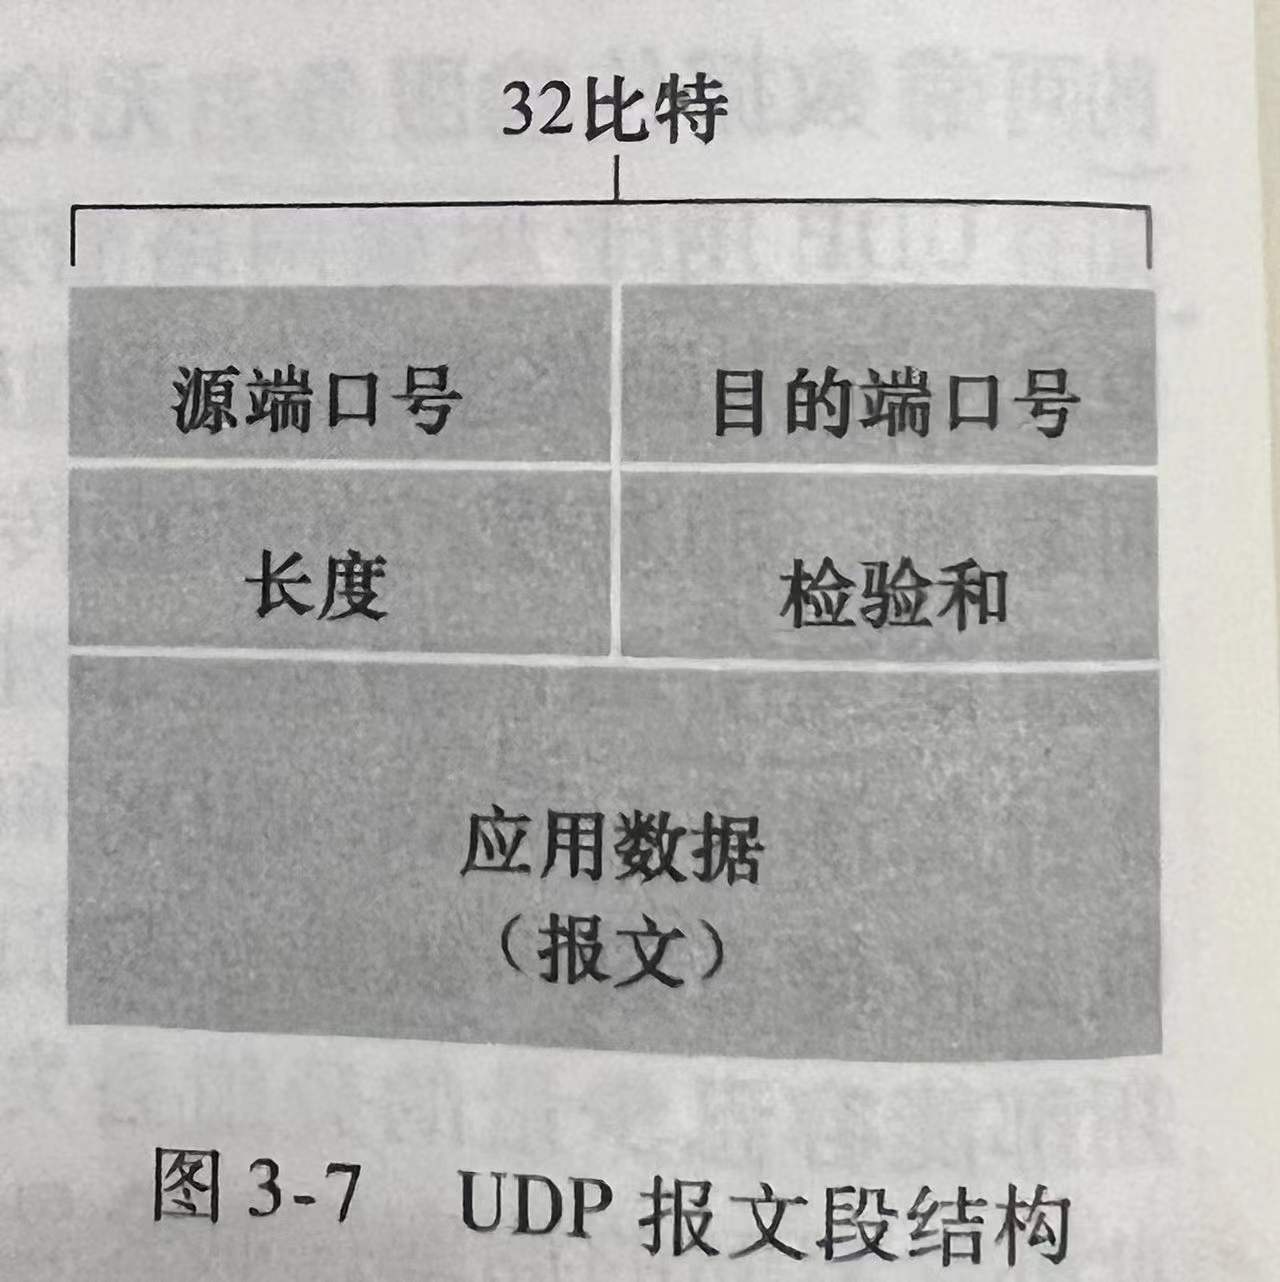 32比特
源端口号 目的端口号
长度 检验和
应用数据
（报文）
图 3-7 UDP 报文段结构